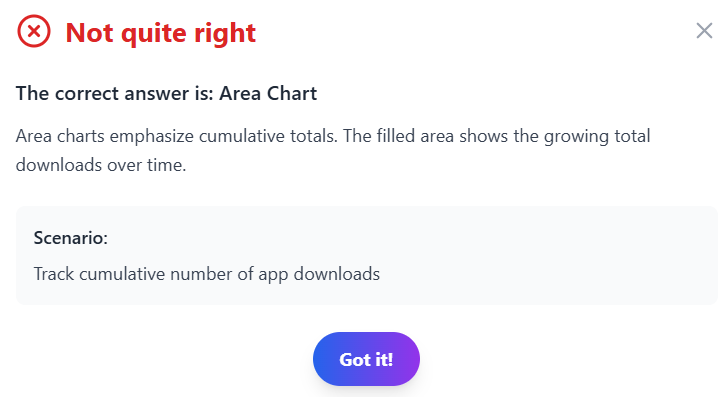 Not quite right
The correct answer is: Area Chart
Area charts emphasize cumulative totals. The filled area shows the growing total
downloads over time.
Scenario:
Track cumulative number of app downloads
Got it!